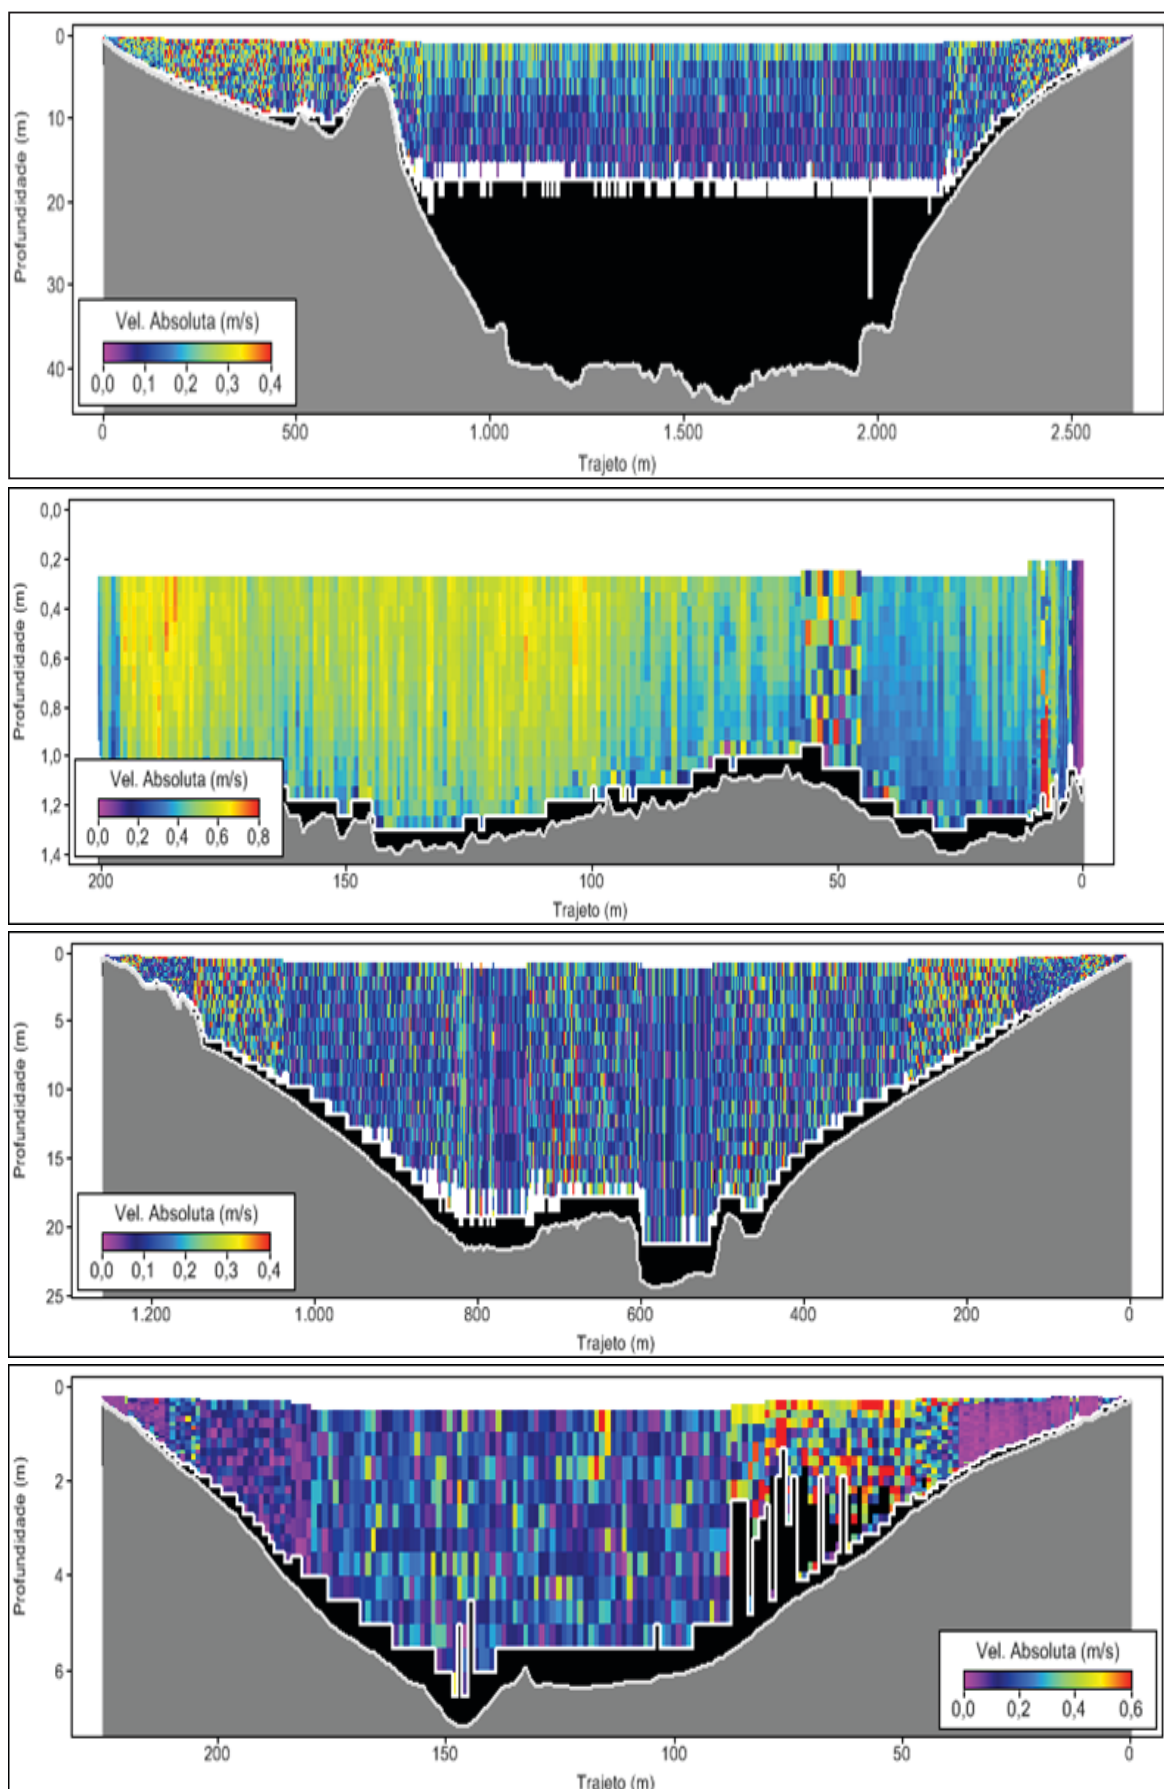 0
10
20
30
40
Profundidade (m)
Vel. Absoluta (m/s)
0,0 0,1 0,2 0,3 0,4
0 500 1.000 1.500 2.000 2.500
Trajeto (m)
0,0
0,2
0,4
0,6
0,8
1,0
1,2
1,4
Profundidade (m)
Vel. Absoluta (m/s)
0,0 0,2 0,4 0,6 0,8
200 150 100 50 0
Trajeto (m)
0
5
10
15
20
25
Profundidade (m)
Vel. Absoluta (m/s)
0,0 0,1 0,2 0,3 0,4
1.200 1.000 800 600 400 200 0
Trajeto (m)
0
2
4
6
Profundidade (m)
Vel. Absoluta (m/s)
0,0 0,2 0,4 0,6
200 150 100 50 0
Trajeto (m)